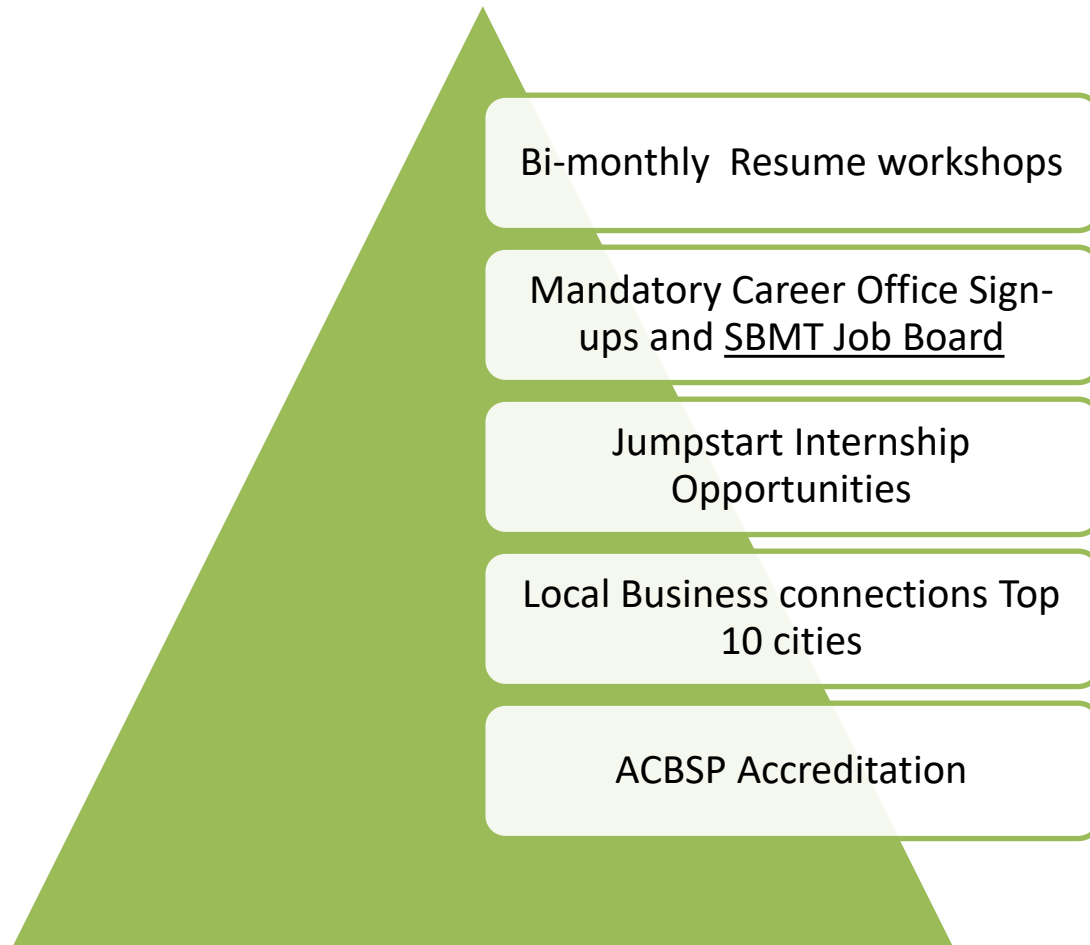 Bi-monthly  Resume workshops
Mandatory Career Office Sign-
ups and SBMT Job Board
Jumpstart Internship
Opportunities
Local Business connections Top
10 cities
ACBSP Accreditation